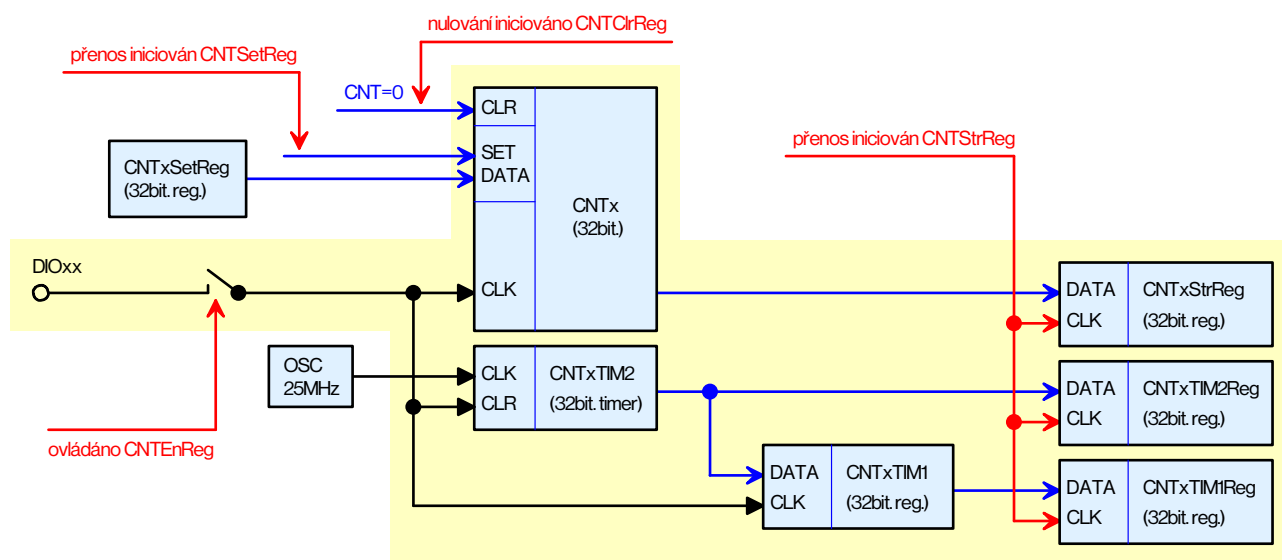 nulování iniciováno CNTClrReg
přenos iniciován CNTSetReg
CNT=0
CLR
SET
DATA
CNTx
(32bit.)
CLK
CNTxSetReg
(32bit. reg.)
přenos iniciován CNTStrReg
DIOxx
DATA
CLK
CNTxStrReg
(32bit. reg.)
OSC
25MHz
CLK
CLR
CNTxTIM2
(32bit. timer)
DATA
CLK
CNTxTIM2Reg
(32bit. reg.)
ovládáno CNTEnReg
DATA
CLK
CNTxTIM1
(32bit. reg.)
DATA
CLK
CNTxTIM1Reg
(32bit. reg.)